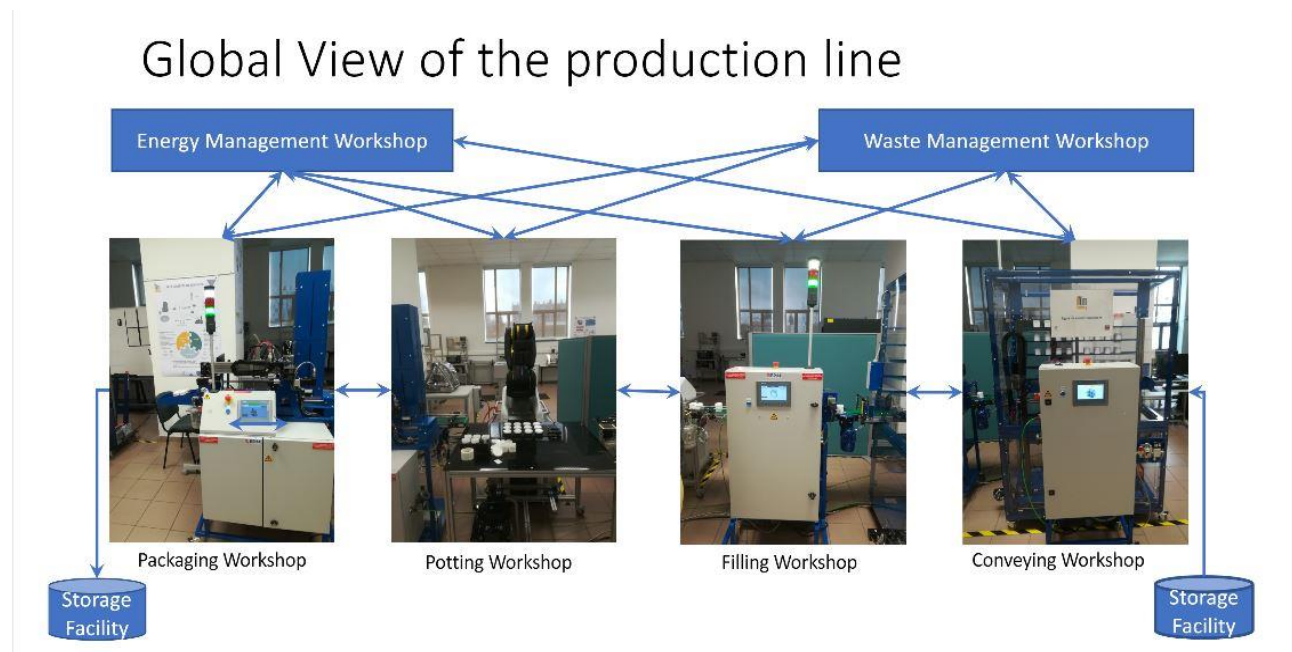 Global View of the production line
Energy Management Workshop
Waste Management Workshop
Packaging Workshop
Potting Workshop
Filling Workshop
Conveying Workshop
Storage
Facility
Storage
Facility